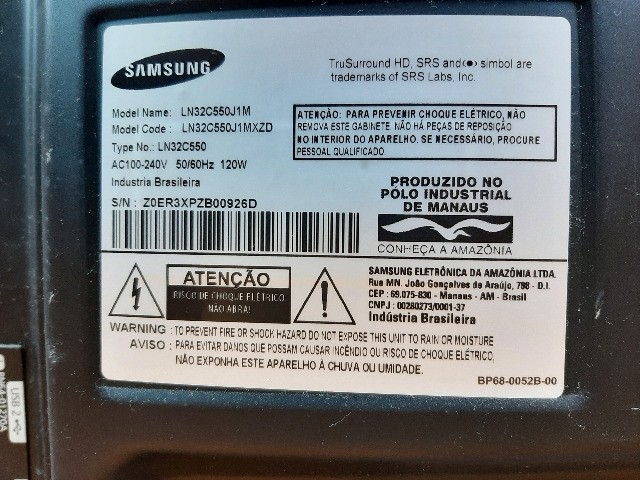 SAMSUNG
TruSurround HD, SRS and (●) simbol are
trademarks of SRS Labs, Inc.
Model Name: LN32C550J1M
Model Code : LN32C550J1MXZD
Type No.: LN32C550
AC100-240V 50/60Hz 120W
Industria Brasileira
S/N : Z0ER3XPZB00926D
ATENÇÃO: PARA PREVENIR CHOQUE ELÉTRICO, NÃO
REMOVA ESTE GABINETE. NÃO HÁ PEÇAS DE REPOSIÇÃO
NO INTERIOR DO APARELHO. SE NECESSÁRIO, PROCURE
PESSOAL QUALIFICADO.
PRODUZIDO NO
PÓLO INDUSTRIAL
DE MANAUS
CONHEÇA A AMAZÔNIA
ATENÇÃO
RISCO DE CHOQUE ELÉTRICO
NÃO ABRA!
SAMSUNG ELETRÔNICA DA AMAZÔNIA LTDA.
Rua MN. João Gonçalves de Araújo, 798 - D.I.
CEP : 69.075-830 - Manaus - AM - Brasil
CNPJ : 00280273/0001-37
Indústria Brasileira
WARNING : TO PREVENT FIRE OR SHOCK HAZARD DO NOT EXPOSE THIS UNIT TO RAIN OR MOISTURE
AVISO : PARA EVITAR DANOS QUE POSSAM CAUSAR INCÊNDIO OU RISCO DE CHOQUE ELÉTRICO,
NÃO EXPONHA ESTE APARELHO À CHUVA OU UMIDADE.
BP68-0052B-00
USB 2